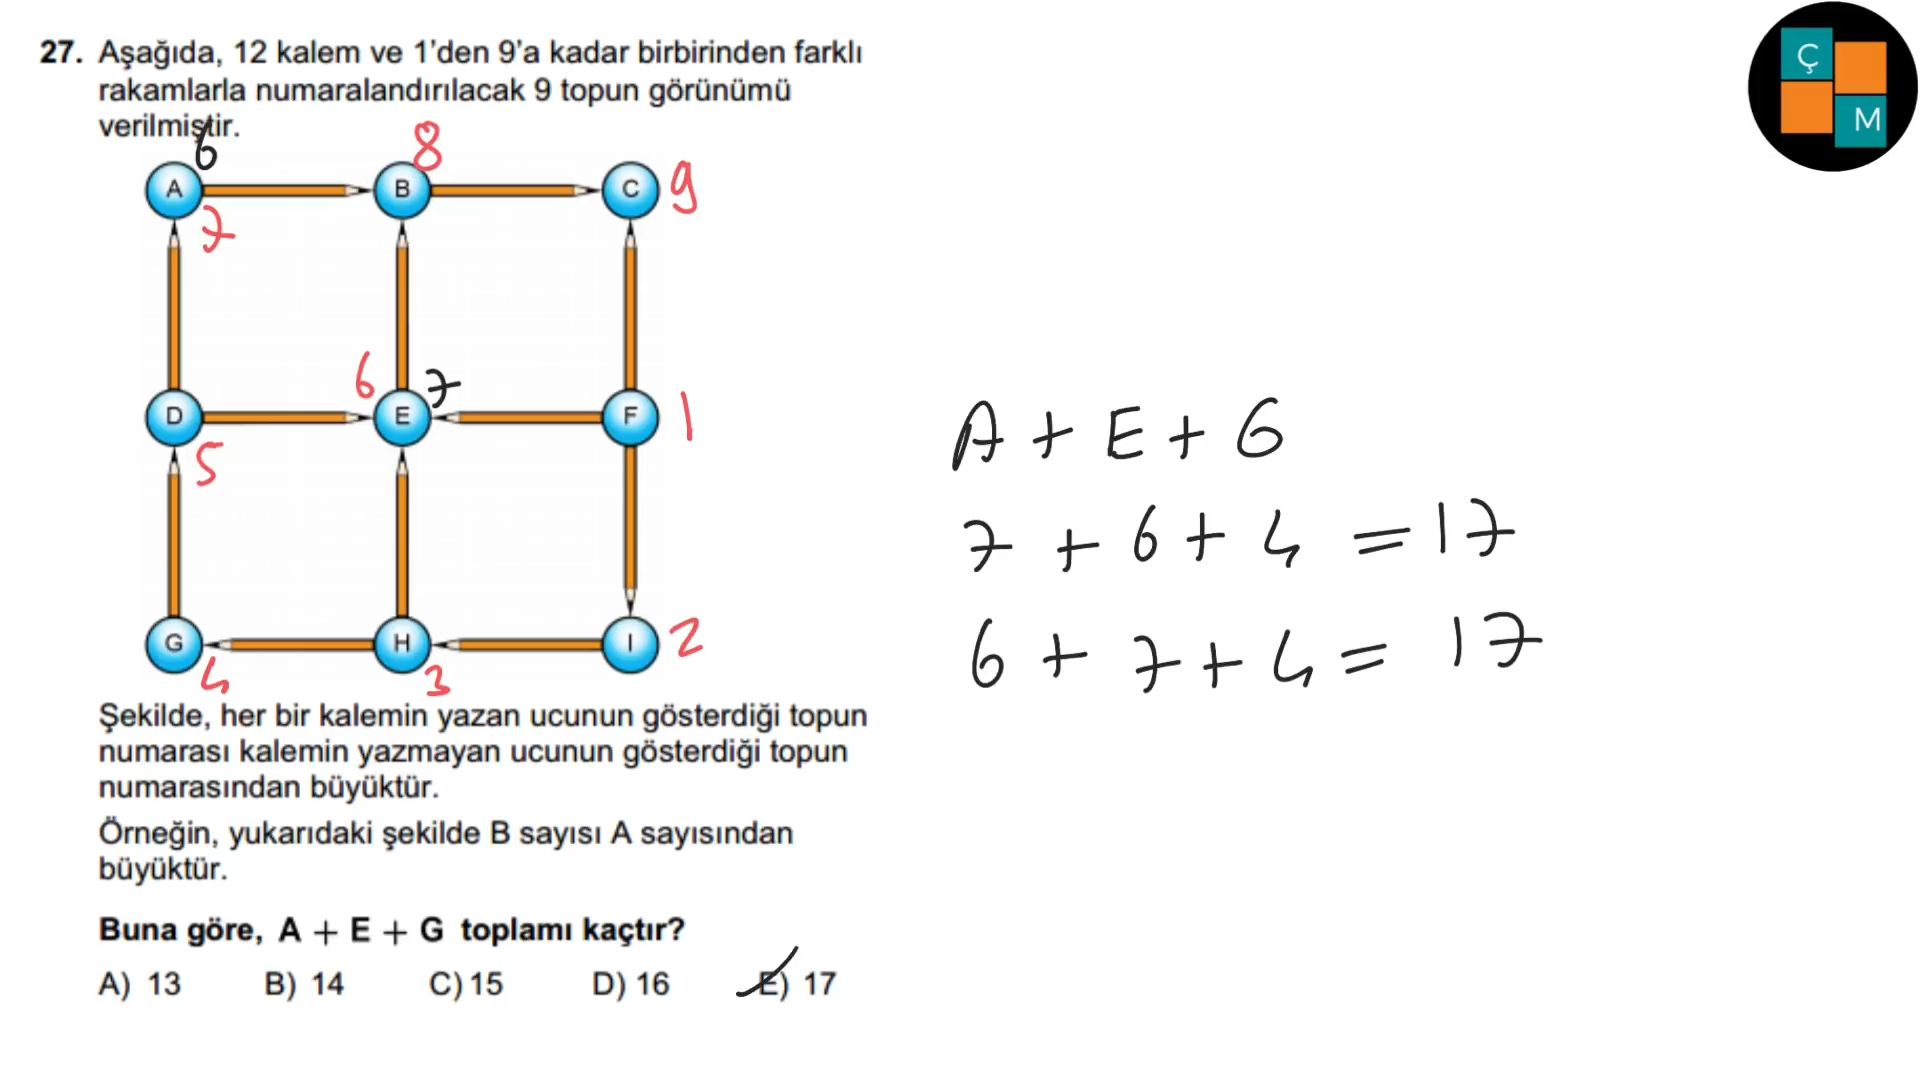 27. Aşağıda, 12 kalem ve 1'den 9'a kadar birbirinden farklı
rakamlarla numaralandırılacak 9 topun görünümü
verilmiştir.
Ç
M
6
8
A B C 9
7
6 7
D E F 1
5
G H I 2
4 3
A + E + G
7 + 6 + 4 = 17
6 + 7 + 4 = 17
Şekilde, her bir kalemin yazan ucunun gösterdiği topun
numarası kalemin yazmayan ucunun gösterdiği topun
numarasından büyüktür.
Örneğin, yukarıdaki şekilde B sayısı A sayısından
büyüktür.
Buna göre, A + E + G toplamı kaçtır?
A) 13 B) 14 C) 15 D) 16 E) 17